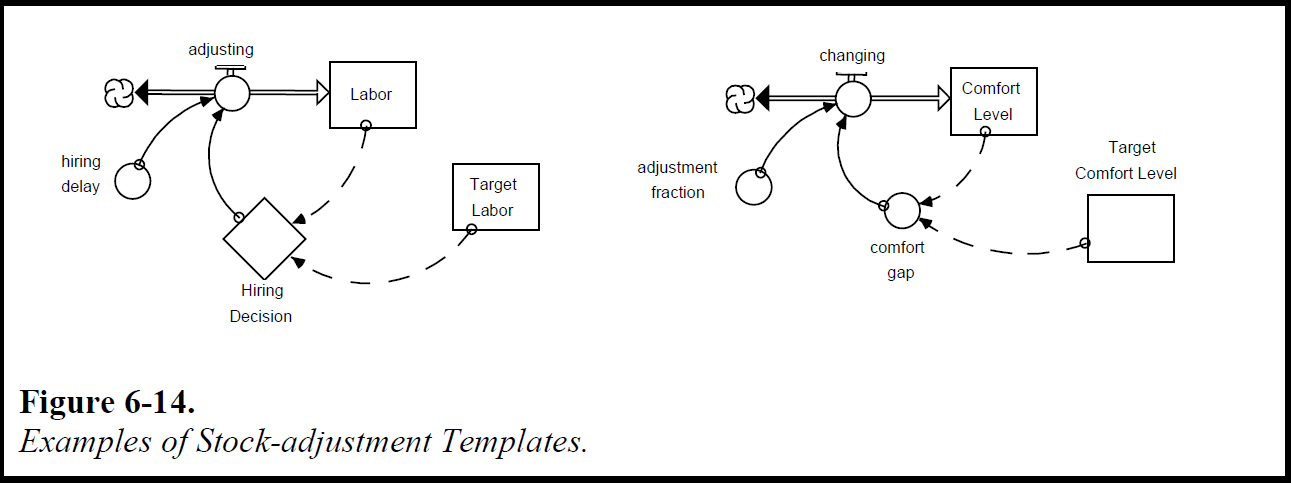 adjusting
Labor
hiring
delay
Target
Labor
Hiring
Decision
changing
Comfort
Level
adjustment
fraction
Target
Comfort Level
comfort
gap
Figure 6-14.
Examples of Stock-adjustment Templates.